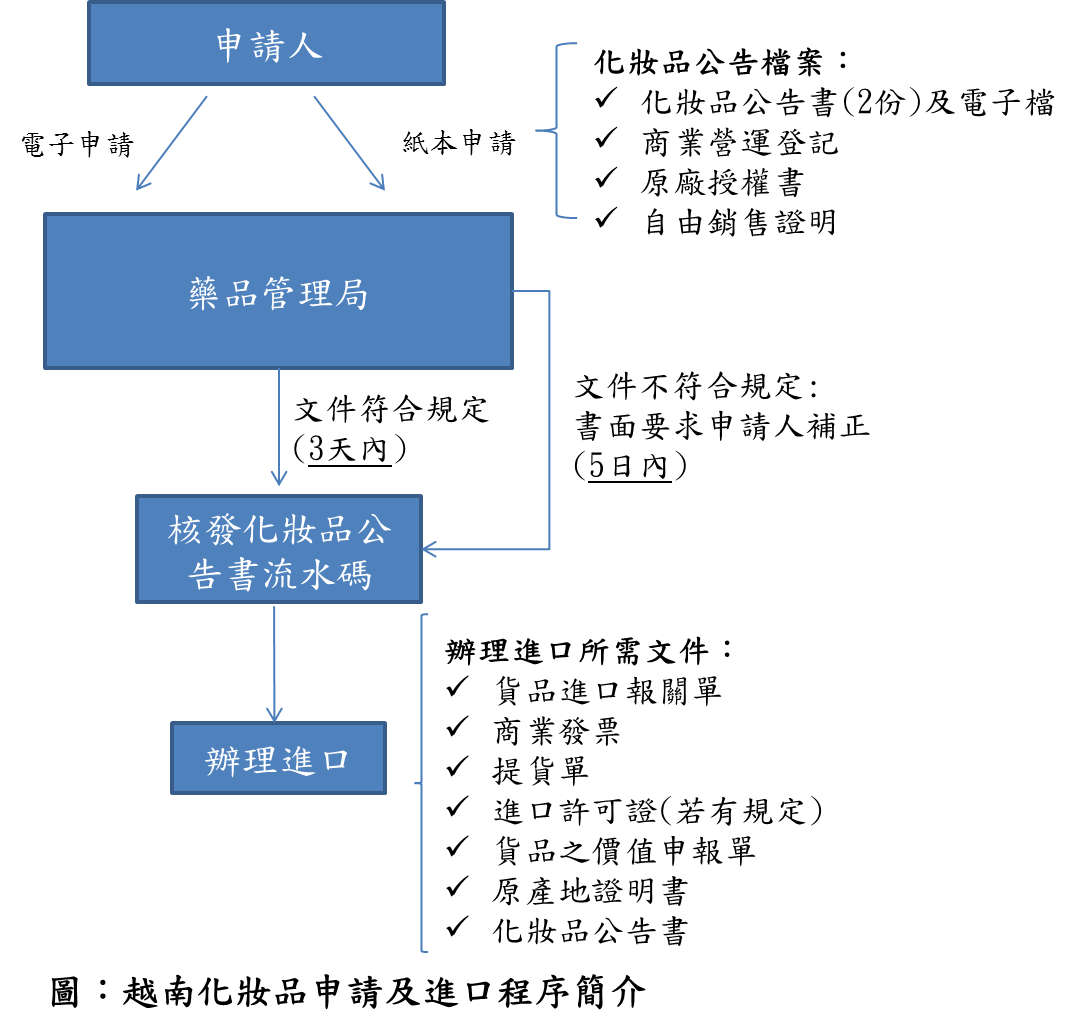 申請人
電子申請
紙本申請
化妝品公告檔案：
✓ 化妝品公告書(2份)及電子檔
✓ 商業營運登記
✓ 原廠授權書
✓ 自由銷售證明
藥品管理局
文件符合規定
(3天內)
文件不符合規定:
書面要求申請人補正
(5日內)
核發化妝品公
告書流水碼
辦理進口
辦理進口所需文件：
✓ 貨品進口報關單
✓ 商業發票
✓ 提貨單
✓ 進口許可證(若有規定)
✓ 貨品之價值申報單
✓ 原產地證明書
✓ 化妝品公告書
圖：越南化妝品申請及進口程序簡介